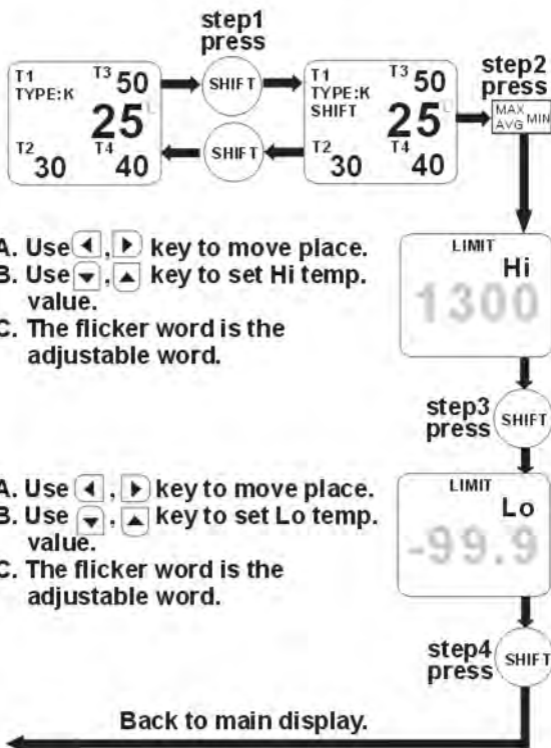 step1
press
T1
TYPE:K
T3 50
25
T2 30
T4 40
SHIFT
SHIFT
T1
TYPE:K
SHIFT
T3 50
25
T2 30
T4 40
step2
press
MAX
AVG MIN
A. Use ◀, ▶ key to move place.
B. Use ▼, ▲ key to set Hi temp.
value.
C. The flicker word is the
adjustable word.
LIMIT
Hi
1300
step3
press
SHIFT
A. Use ◀, ▶ key to move place.
B. Use ▼, ▲ key to set Lo temp.
value.
C. The flicker word is the
adjustable word.
LIMIT
Lo
-99.9
step4
press
SHIFT
Back to main display.